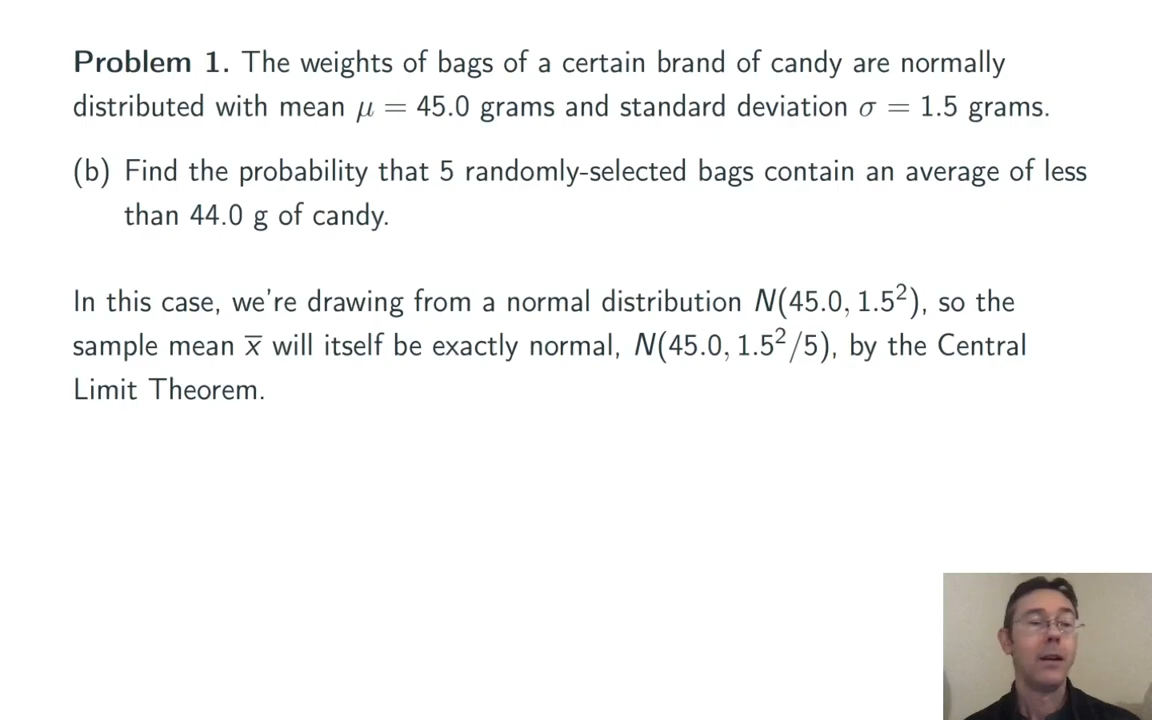 Problem 1. The weights of bags of a certain brand of candy are normally
distributed with mean μ = 45.0 grams and standard deviation σ = 1.5 grams.
(b) Find the probability that 5 randomly-selected bags contain an average of less
than 44.0 g of candy.
In this case, we're drawing from a normal distribution N(45.0, 1.5²), so the
sample mean x̅ will itself be exactly normal, N(45.0, 1.5²/5), by the Central
Limit Theorem.